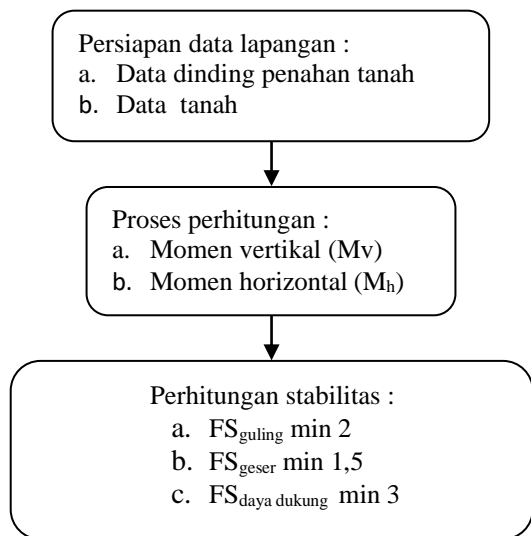 Persiapan data lapangan :
a. Data dinding penahan tanah
b. Data tanah
Proses perhitungan :
a. Momen vertikal (Mv)
b. Momen horizontal (Mh)
Perhitungan stabilitas :
a. FSguling min 2
b. FSgeser min 1,5
c. FSdaya dukung min 3